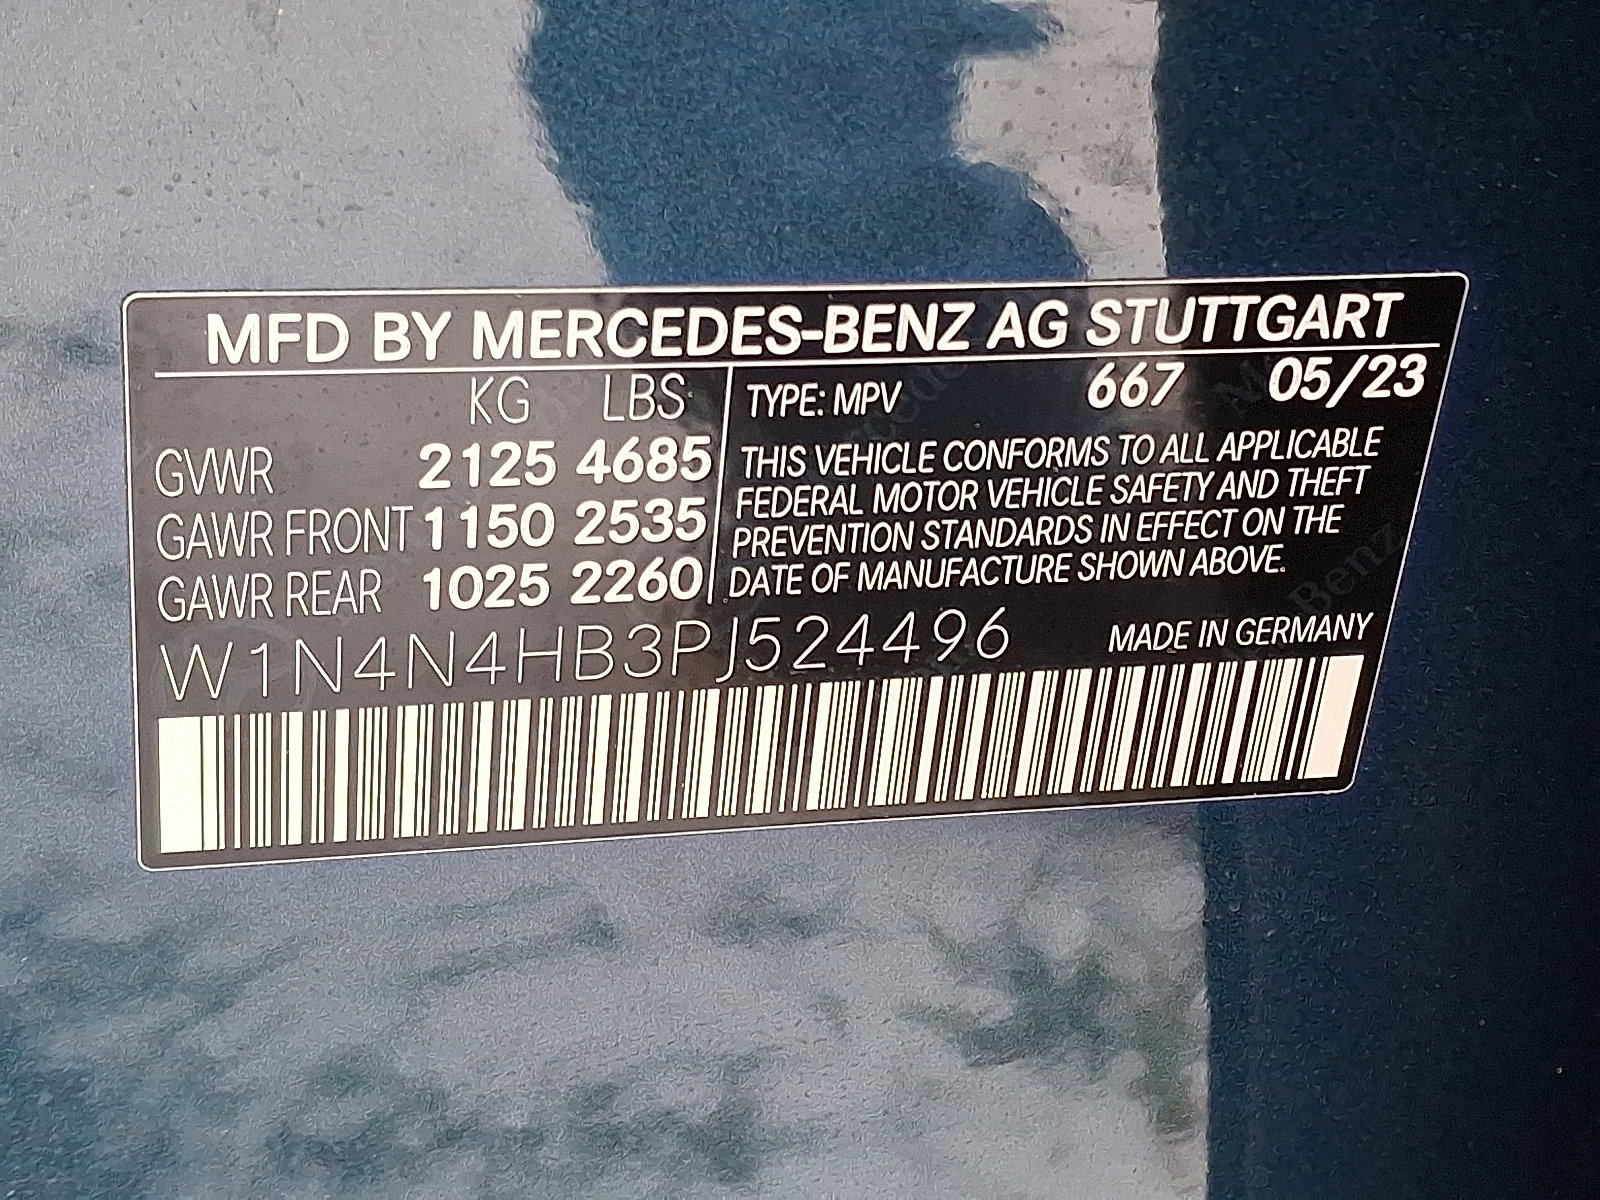 MFD BY MERCEDES-BENZ AG STUTTGART
KG LBS
GVWR 2125 4685
GAWR FRONT 1150 2535
GAWR REAR 1025 2260
TYPE: MPV 667 05/23
THIS VEHICLE CONFORMS TO ALL APPLICABLE
FEDERAL MOTOR VEHICLE SAFETY AND THEFT
PREVENTION STANDARDS IN EFFECT ON THE
DATE OF MANUFACTURE SHOWN ABOVE.
W1N4N4HB3PJ524496 MADE IN GERMANY